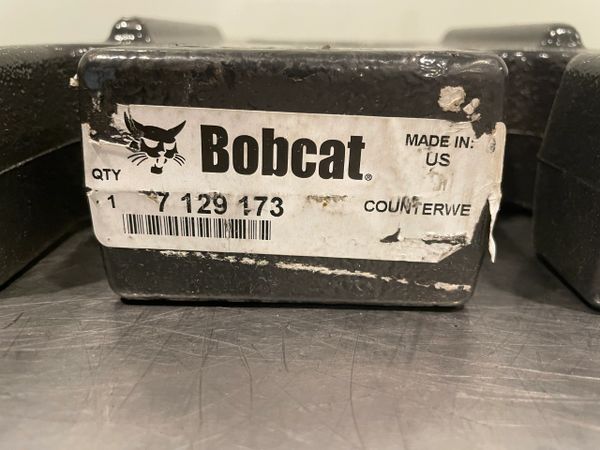 Bobcat®
MADE IN:
US
QTY
1 7 129 173
COUNTERWE